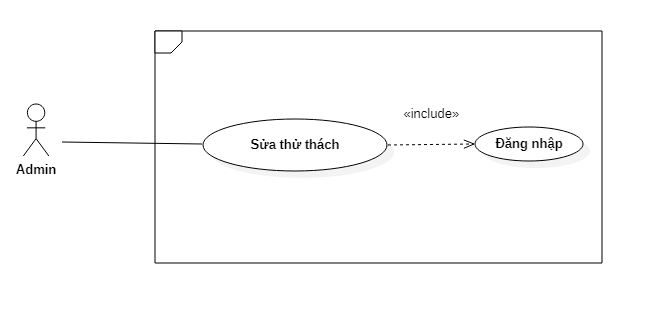 «include»
Sửa thử thách
Đăng nhập
Admin